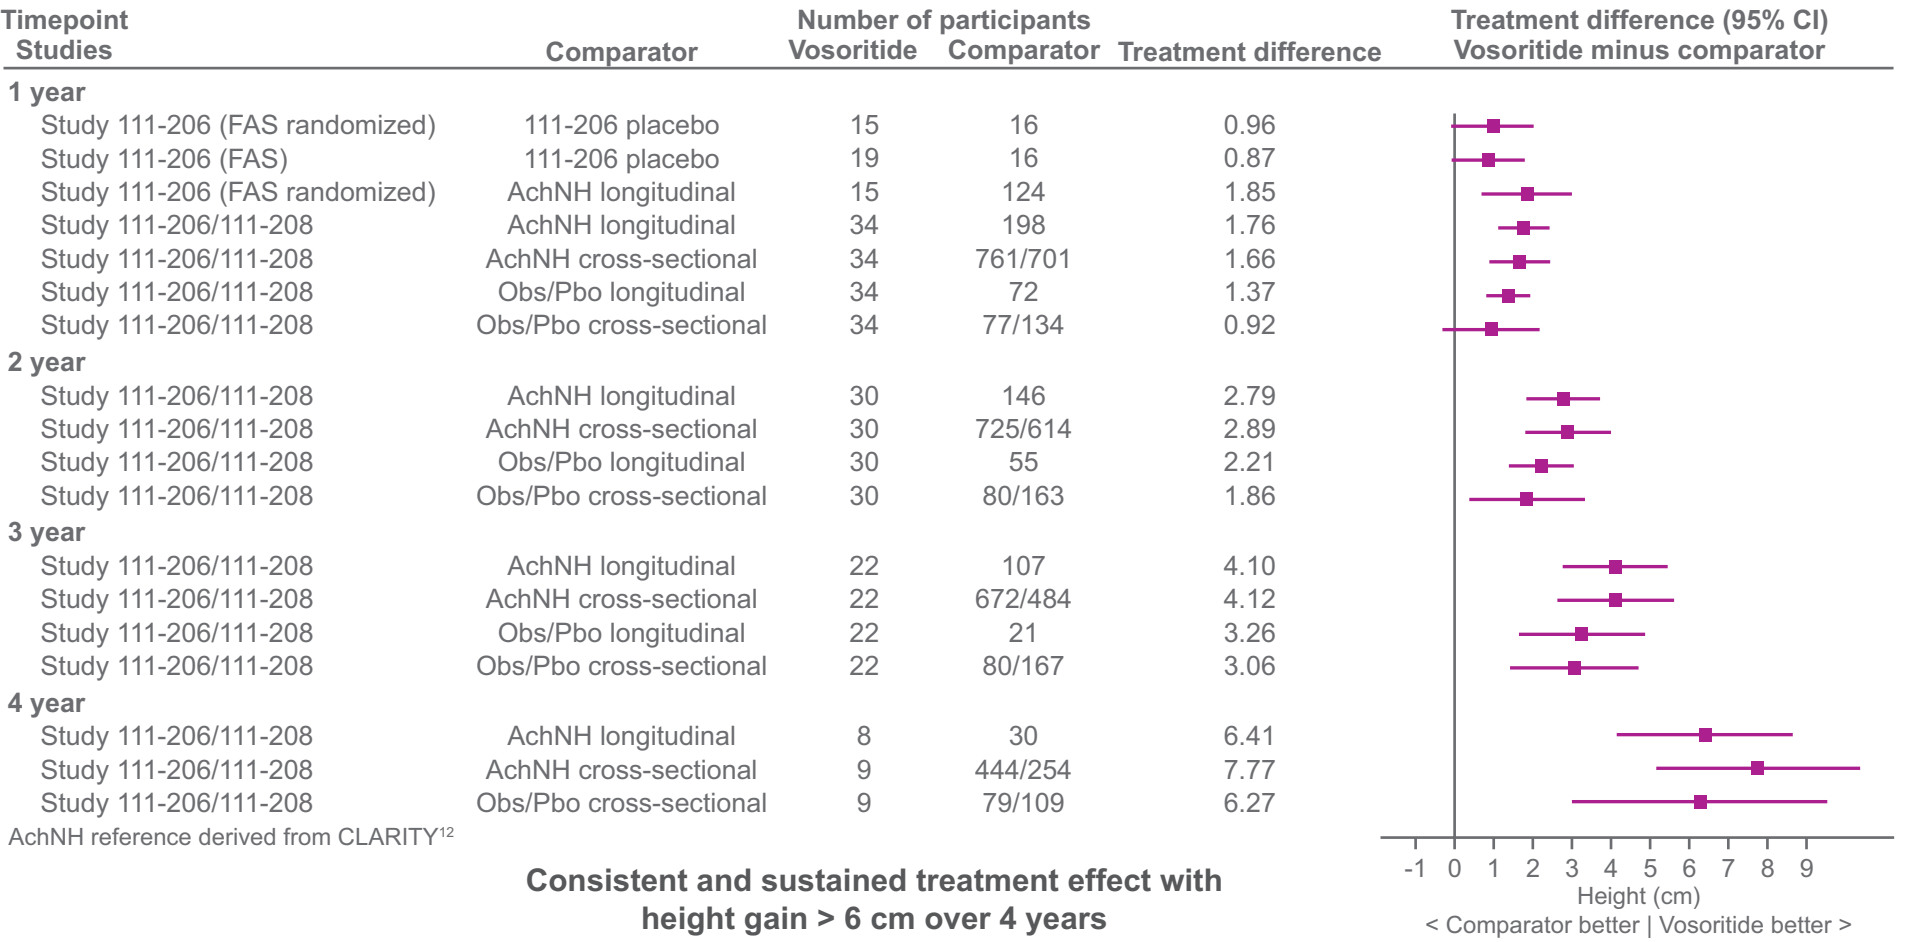 Timepoint Number of participants Treatment difference (95% CI)
Studies Comparator Vosoritide Comparator Treatment difference Vosoritide minus comparator
1 year
Study 111-206 (FAS randomized) 111-206 placebo 15 16 0.96
Study 111-206 (FAS) 111-206 placebo 19 16 0.87
Study 111-206 (FAS randomized) AchNH longitudinal 15 124 1.85
Study 111-206/111-208 AchNH longitudinal 34 198 1.76
Study 111-206/111-208 AchNH cross-sectional 34 761/701 1.66
Study 111-206/111-208 Obs/Pbo longitudinal 34 72 1.37
Study 111-206/111-208 Obs/Pbo cross-sectional 34 77/134 0.92
2 year
Study 111-206/111-208 AchNH longitudinal 30 146 2.79
Study 111-206/111-208 AchNH cross-sectional 30 725/614 2.89
Study 111-206/111-208 Obs/Pbo longitudinal 30 55 2.21
Study 111-206/111-208 Obs/Pbo cross-sectional 30 80/163 1.86
3 year
Study 111-206/111-208 AchNH longitudinal 22 107 4.10
Study 111-206/111-208 AchNH cross-sectional 22 672/484 4.12
Study 111-206/111-208 Obs/Pbo longitudinal 22 21 3.26
Study 111-206/111-208 Obs/Pbo cross-sectional 22 80/167 3.06
4 year
Study 111-206/111-208 AchNH longitudinal 8 30 6.41
Study 111-206/111-208 AchNH cross-sectional 9 444/254 7.77
Study 111-206/111-208 Obs/Pbo cross-sectional 9 79/109 6.27
AchNH reference derived from CLARITY¹²
-1 0 1 2 3 4 5 6 7 8 9
Height (cm)
< Comparator better | Vosoritide better >
Consistent and sustained treatment effect with
height gain > 6 cm over 4 years